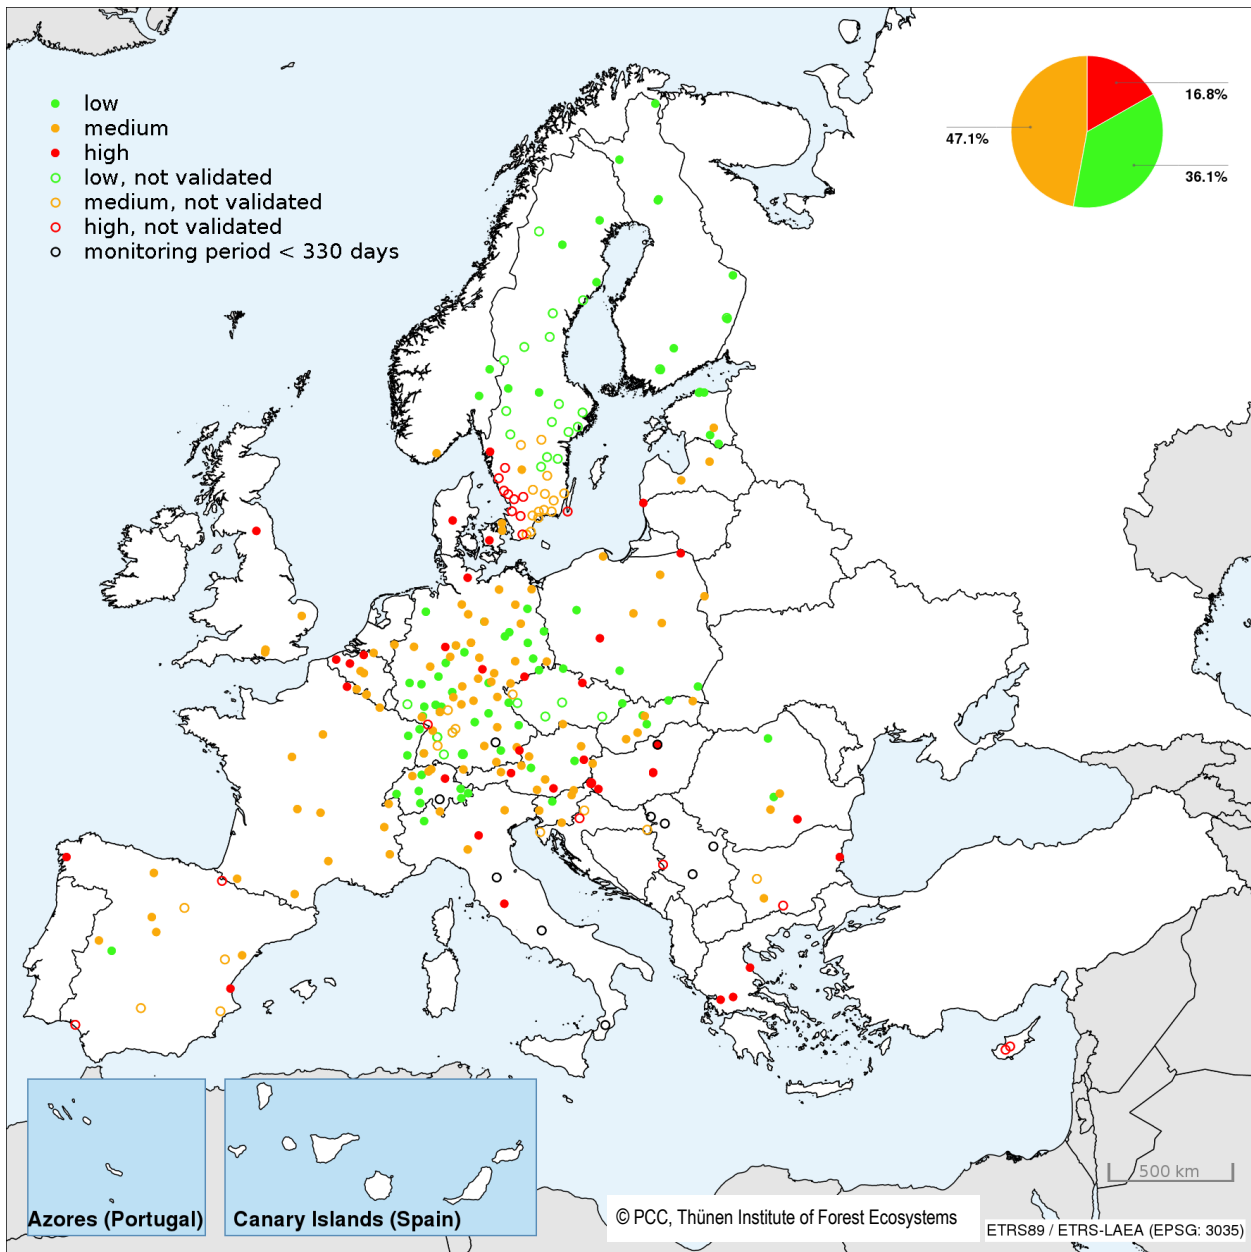 low
medium
high
low, not validated
medium, not validated
high, not validated
monitoring period < 330 days
16.8%
47.1%
36.1%
500 km
Azores (Portugal)
Canary Islands (Spain)
© PCC, Thünen Institute of Forest Ecosystems
ETRS89 / ETRS-LAEA (EPSG: 3035)